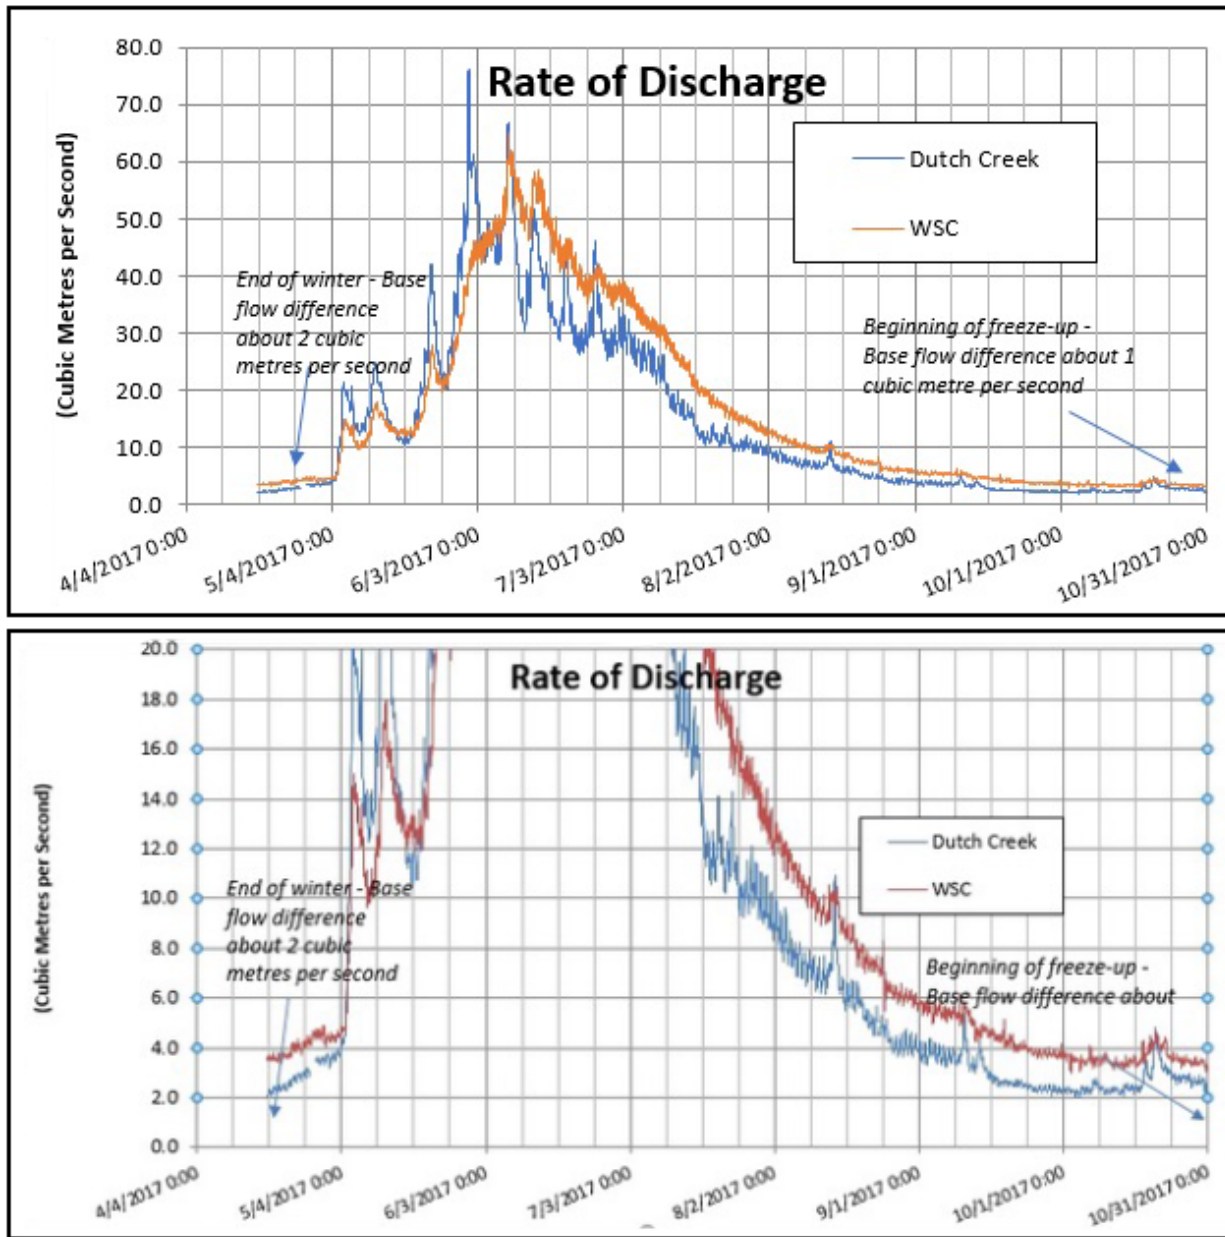 Rate of Discharge
(Cubic Metres per Second)
80.0
70.0
60.0
50.0
40.0
30.0
20.0
10.0
0.0
Dutch Creek
WSC
End of winter - Base
flow difference
about 2 cubic
metres per second
Beginning of freeze-up -
Base flow difference about 1
cubic metre per second
4/4/2017 0:00
5/4/2017 0:00
6/3/2017 0:00
7/3/2017 0:00
8/2/2017 0:00
9/1/2017 0:00
10/1/2017 0:00
10/31/2017 0:00
Rate of Discharge
(Cubic Metres per Second)
20.0
18.0
16.0
14.0
12.0
10.0
8.0
6.0
4.0
2.0
0.0
Dutch Creek
WSC
End of winter - Base
flow difference
about 2 cubic
metres per second
Beginning of freeze-up -
Base flow difference about
4/4/2017 0:00
5/4/2017 0:00
6/3/2017 0:00
7/3/2017 0:00
8/2/2017 0:00
9/1/2017 0:00
10/1/2017 0:00
10/31/2017 0:00